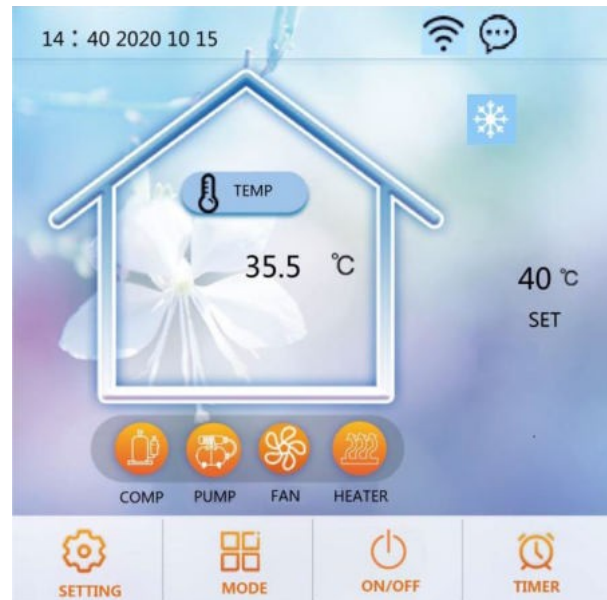 14：40 2020 10 15
TEMP
35.5 ℃
40 ℃
SET
COMP PUMP FAN HEATER
SETTING MODE ON/OFF TIMER